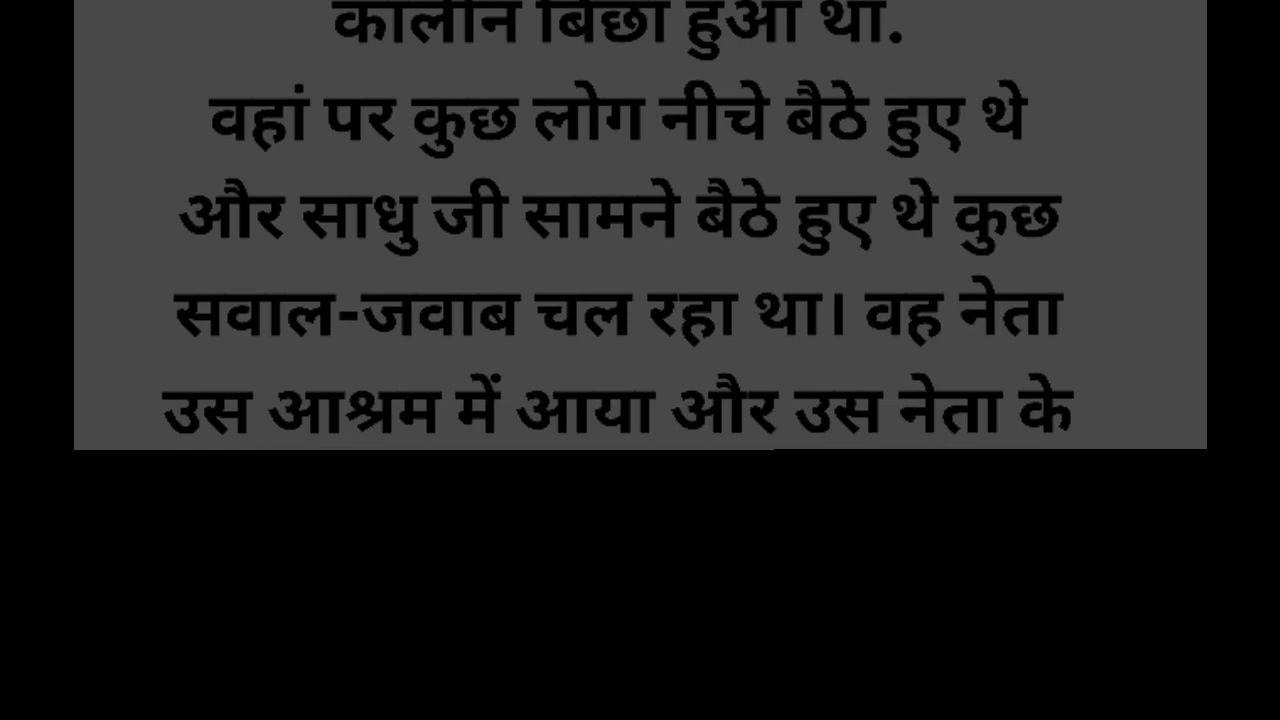 कालीन बिछा हुआ था.
वहां पर कुछ लोग नीचे बैठे हुए थे
और साधु जी सामने बैठे हुए थे कुछ
सवाल-जवाब चल रहा था। वह नेता
उस आश्रम में आया और उस नेता के